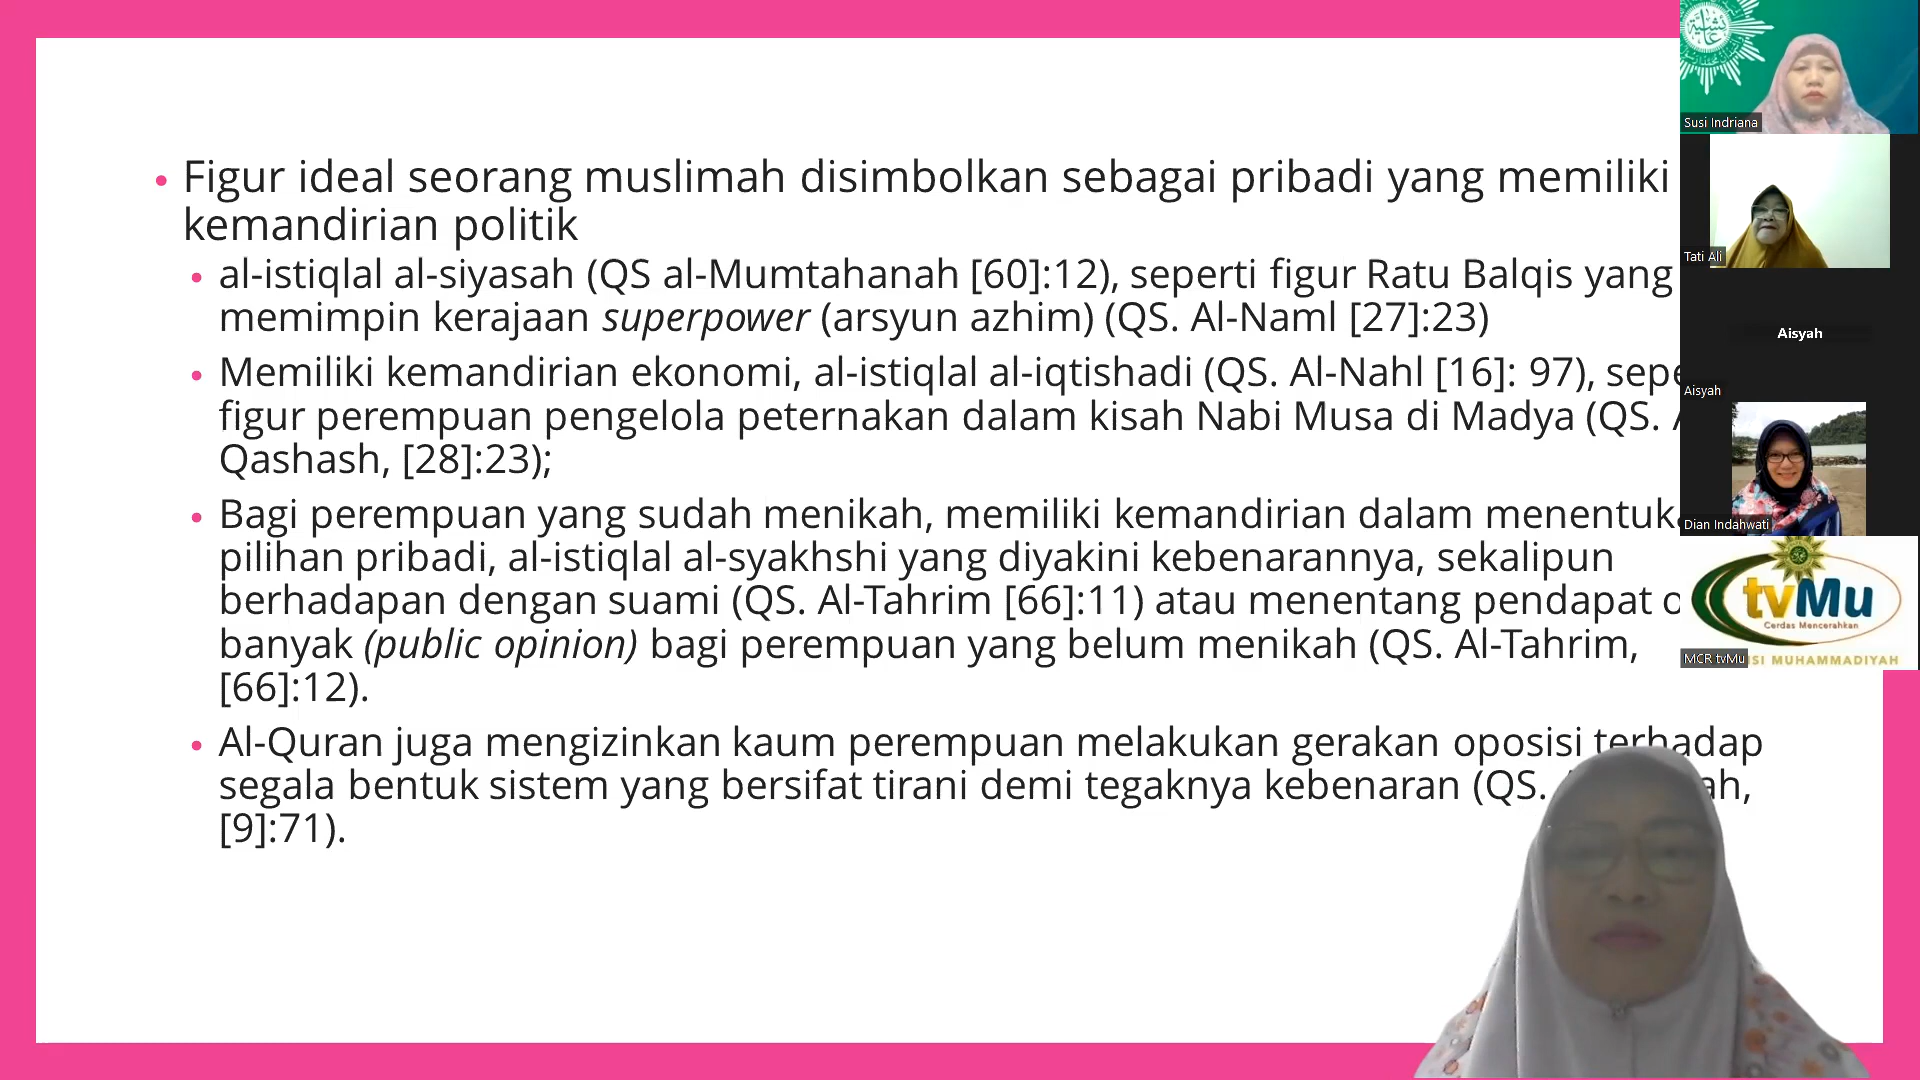 Figur ideal seorang muslimah disimbolkan sebagai pribadi yang memiliki
kemandirian politik
al-istiqlal al-siyasah (QS al-Mumtahanah [60]:12), seperti figur Ratu Balqis yang
memimpin kerajaan superpower (arsyun azhim) (QS. Al-Naml [27]:23)
Memiliki kemandirian ekonomi, al-istiqlal al-iqtishadi (QS. Al-Nahl [16]: 97),
figur perempuan pengelola peternakan dalam kisah Nabi Musa di Madya (QS.
Qashash, [28]:23);
Bagi perempuan yang sudah menikah, memiliki kemandirian dalam
pilihan pribadi, al-istiqlal al-syakhshi yang diyakini kebenarannya, sekalipun
berhadapan dengan suami (QS. Al-Tahrim [66]:11) atau menentang pendapat
banyak (public opinion) bagi perempuan yang belum menikah (QS. Al-Tahrim,
[66]:12).
Al-Quran juga mengizinkan kaum perempuan melakukan gerakan oposisi terhadap
segala bentuk sistem yang bersifat tirani demi tegaknya kebenaran (QS.
[9]:71).
Susi Indriana
Tati Ali
Aisyah
Aisyah
Dian Indahwati
tvMu
Cerdas Mencerahkan
MUHAMMADIYAH
MCR tvMu